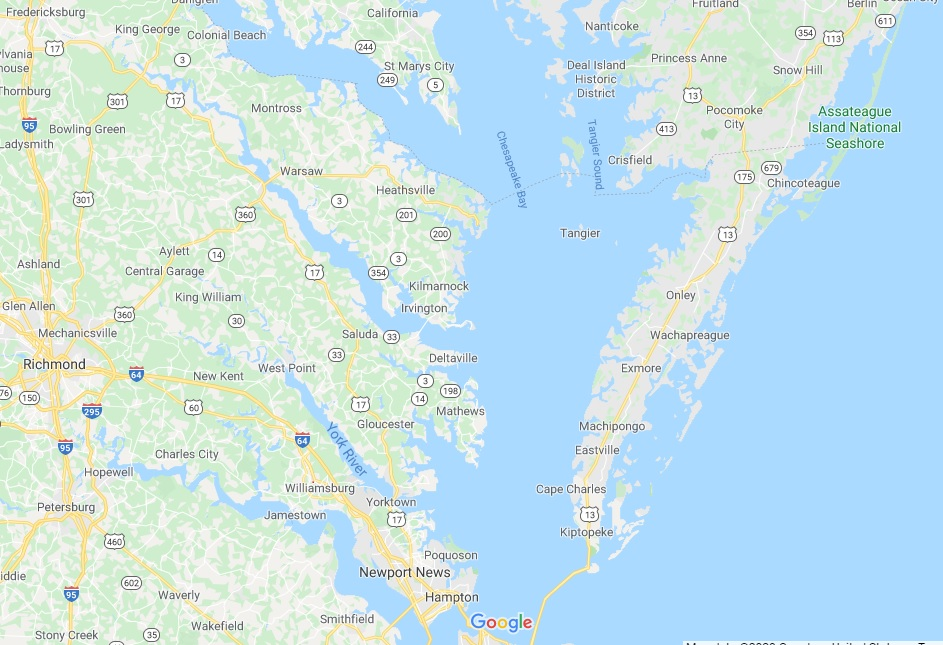 Dahlgren
California
Fruitland
Berlin
Fredericksburg
King George
Colonial Beach
Nanticoke
611
17
244
354
113
3
St Marys City
Deal Island
Historic
District
Princess Anne
249
5
Snow Hill
Thornburg
301
17
Montross
13
Pocomoke
City
Assateague
Island National
Seashore
95
Bowling Green
Ladysmith
413
Chesapeake Bay
Tangier Sound
Crisfield
Warsaw
679
175
Chincoteague
301
3
Heathsville
360
201
200
Tangier
13
Aylett
14
3
Ashland
Central Garage
17
354
Kilmarnock
King William
Onley
Glen Allen
360
30
Irvington
Mechanicsville
Saluda
33
Wachapreague
33
Deltaville
Richmond
64
New Kent
West Point
Exmore
76
150
295
60
17
3
14
198
Mathews
Gloucester
Machipongo
95
64
York River
Charles City
Eastville
Hopewell
Williamsburg
Yorktown
Cape Charles
Petersburg
Jamestown
17
13
Kiptopeke
460
Poquoson
Newport News
602
95
Waverly
Hampton
Smithfield
Google
Wakefield
Stony Creek
35